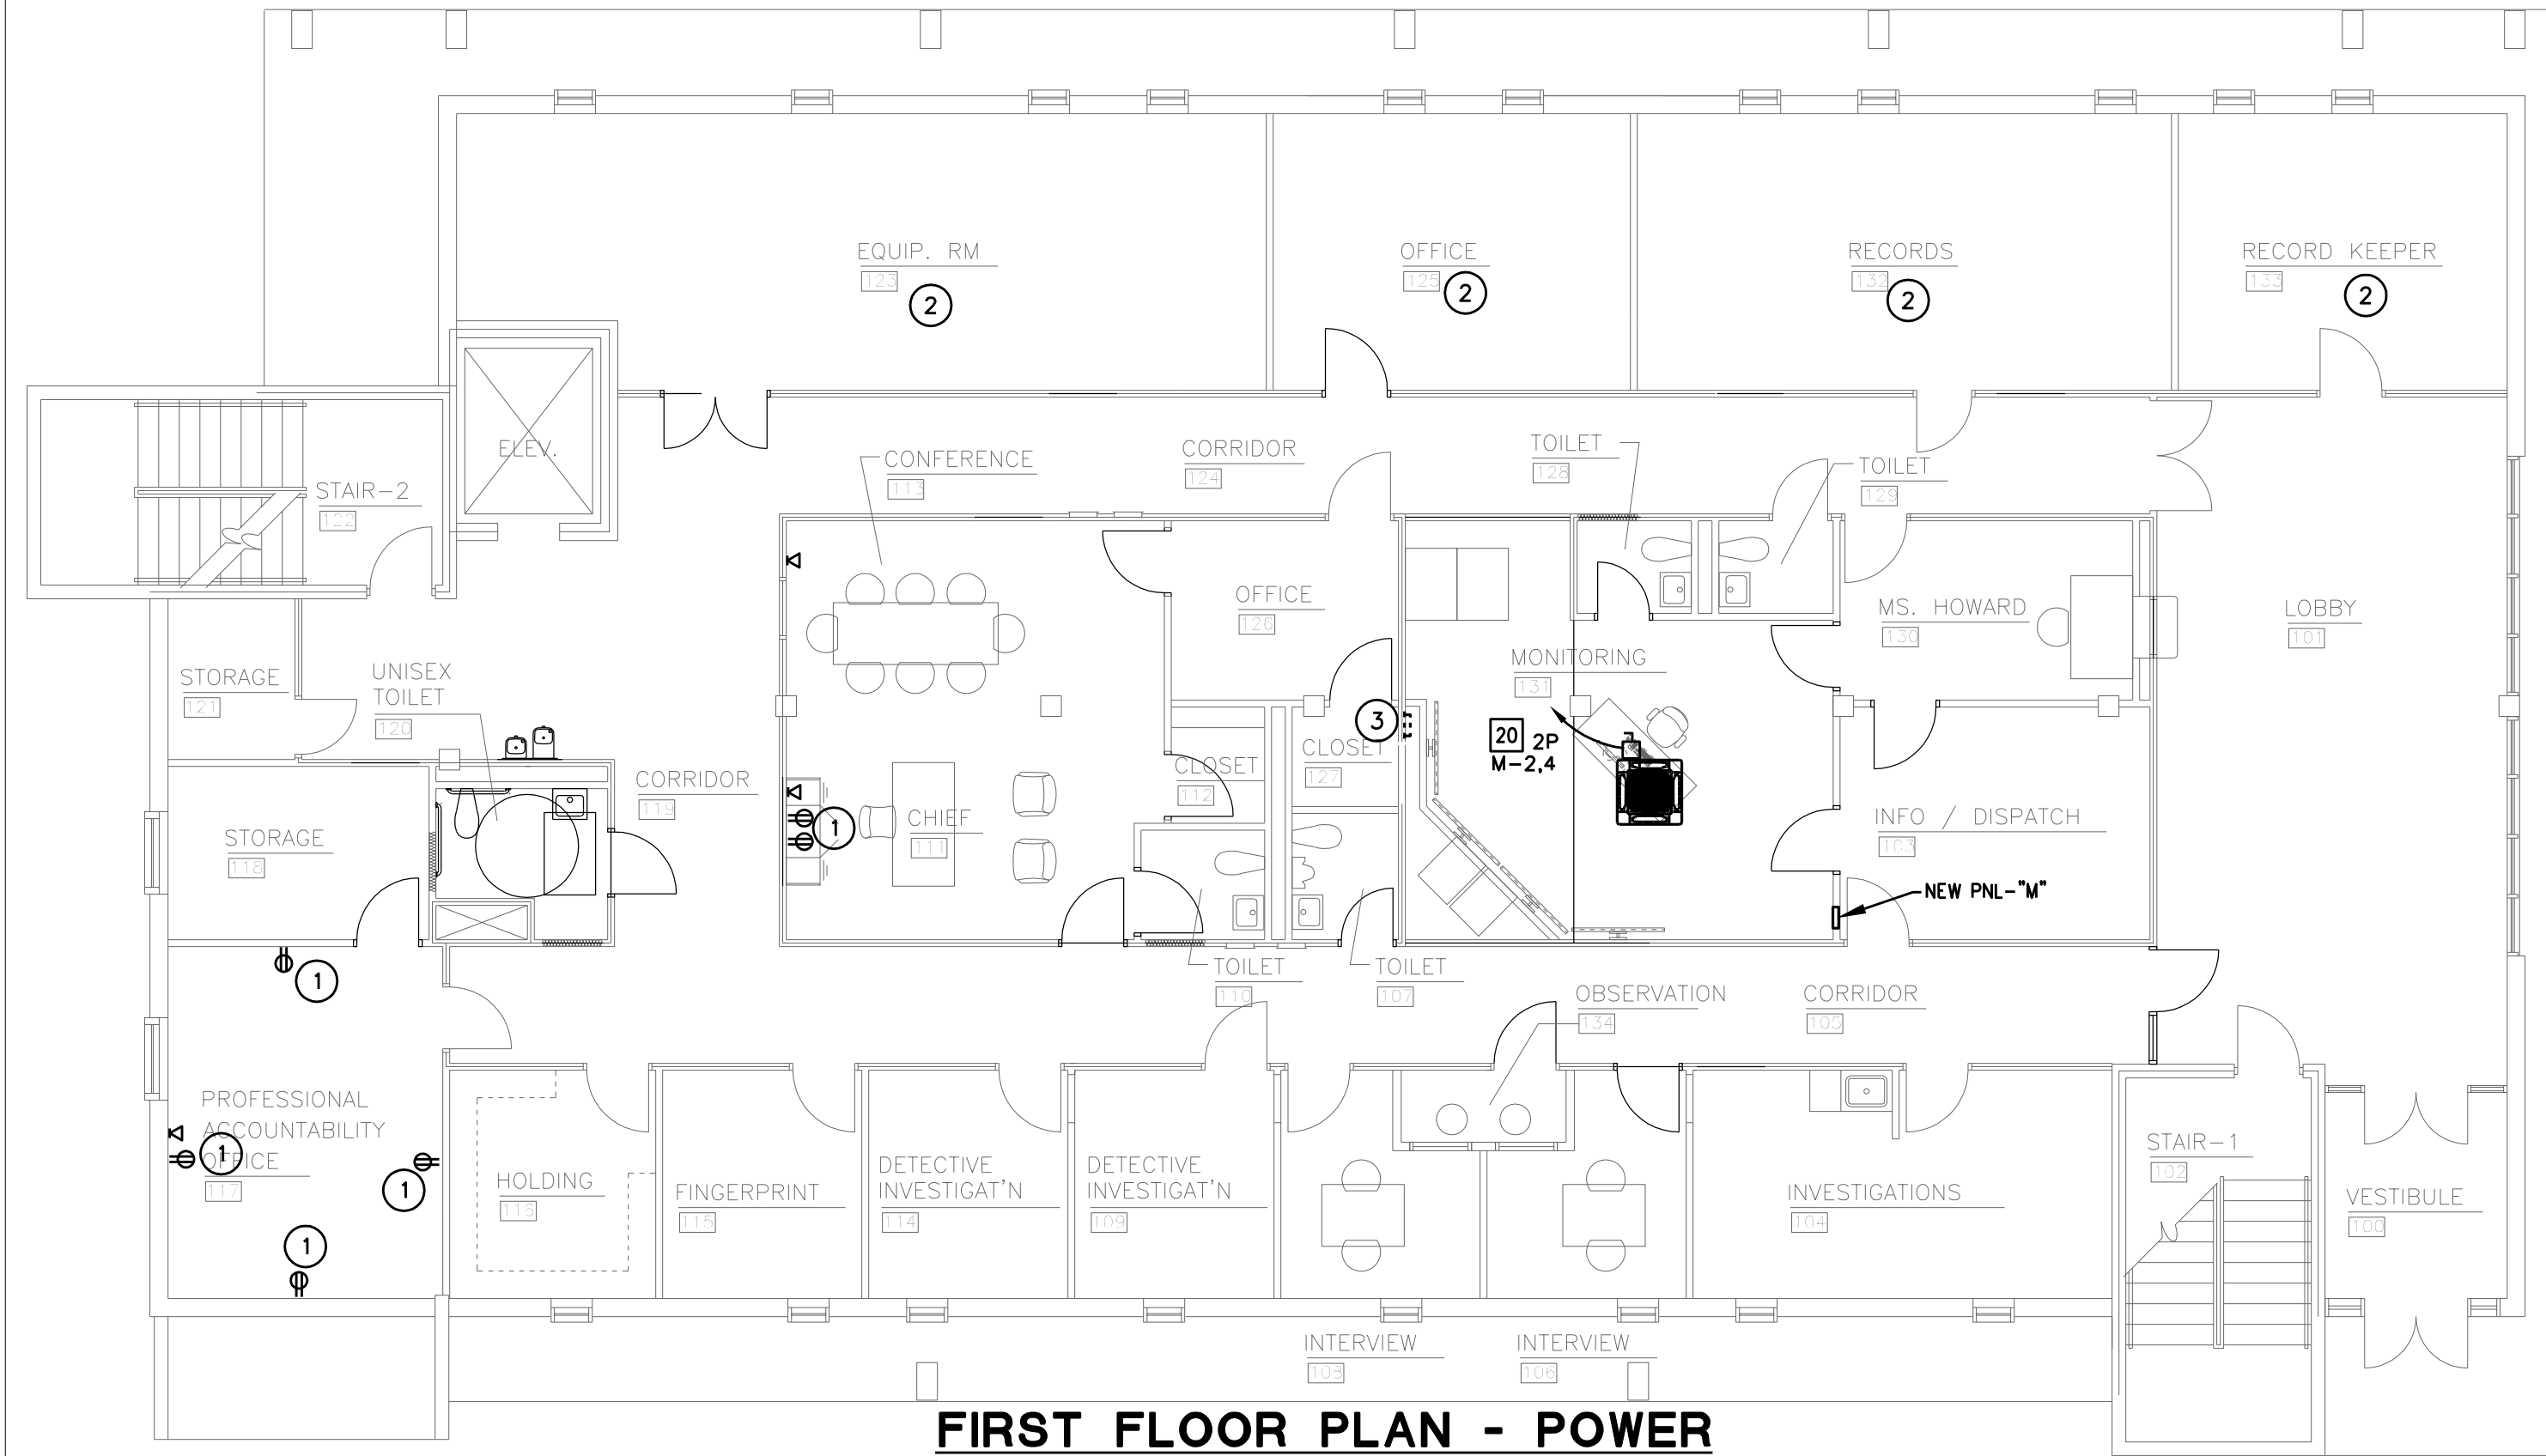 EQUIP. RM
123
2
OFFICE
125
2
RECORDS
132
2
RECORD KEEPER
133
2
ELEV.
STAIR-2
122
CONFERENCE
113
CORRIDOR
124
TOILET
128
TOILET
129
OFFICE
126
MS. HOWARD
130
LOBBY
101
STORAGE
121
UNISEX
TOILET
120
MONITORING
131
3
20 2P
M-2,4
CLOSET
127
CLOSET
112
CORRIDOR
119
1
CHIEF
111
INFO / DISPATCH
103
STORAGE
118
NEW PNL-"M"
1
TOILET
110
TOILET
107
OBSERVATION
134
CORRIDOR
105
PROFESSIONAL
ACCOUNTABILITY
OFFICE
117
1
1
1
HOLDING
116
FINGERPRINT
115
DETECTIVE
INVESTIGAT'N
114
DETECTIVE
INVESTIGAT'N
109
INVESTIGATIONS
104
STAIR-1
102
VESTIBULE
100
INTERVIEW
108
INTERVIEW
106
FIRST FLOOR PLAN - POWER